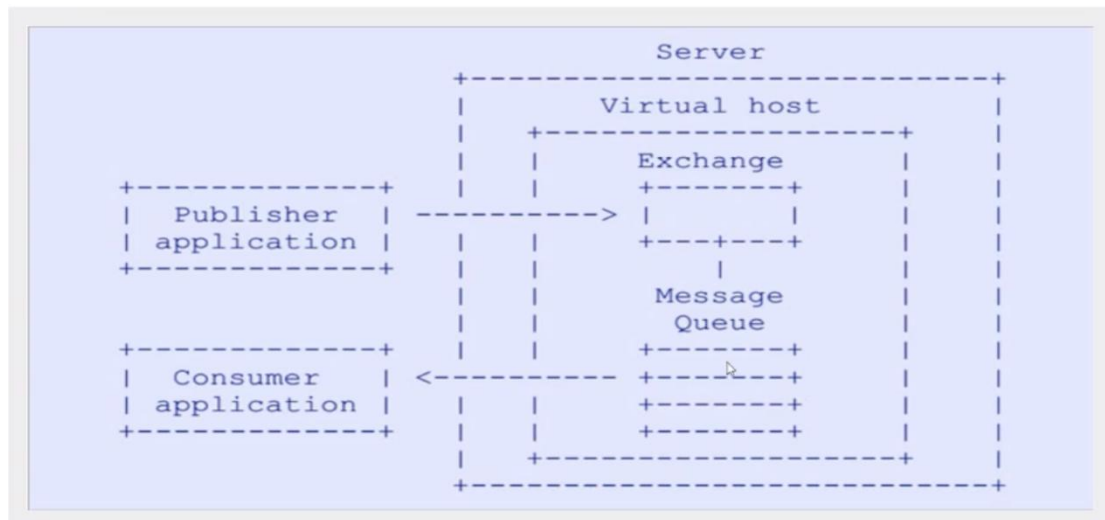 Server
Virtual host
Exchange
Publisher
application
Message
Queue
Consumer
application